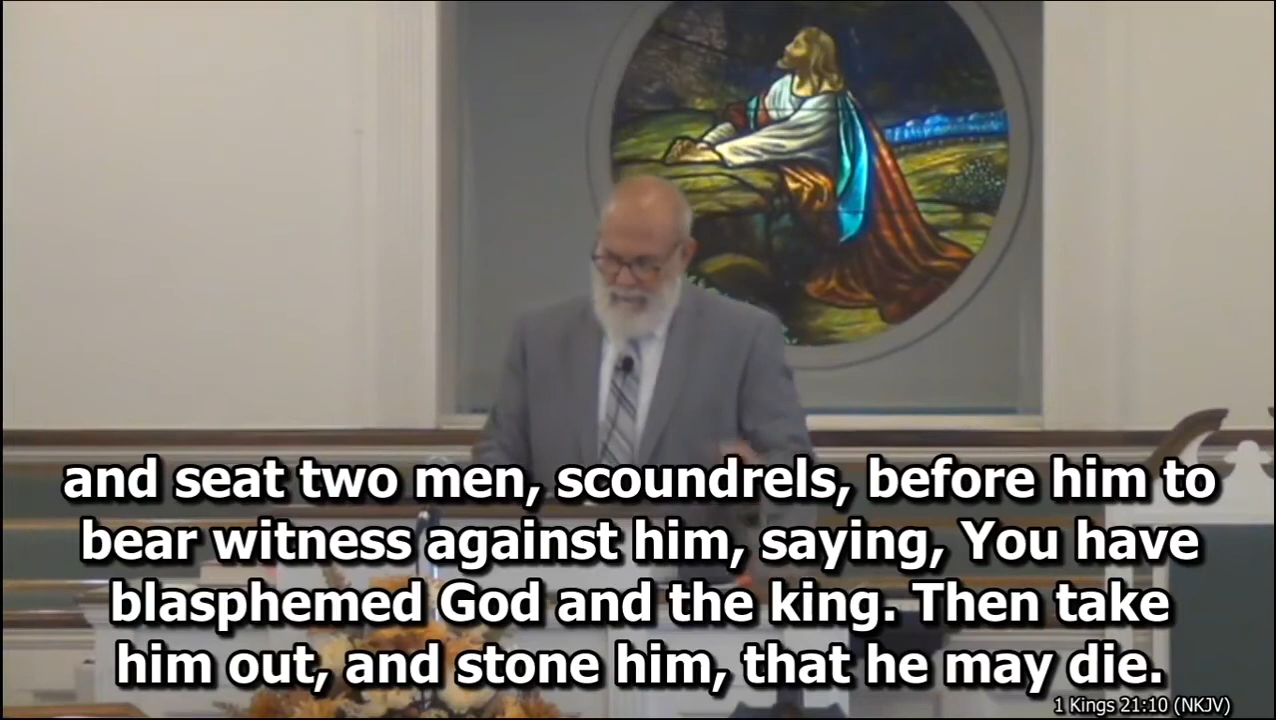 and seat two men, scoundrels, before him to
bear witness against him, saying, You have
blasphemed God and the king. Then take
him out, and stone him, that he may die.
1 Kings 21:10 (NKJV)